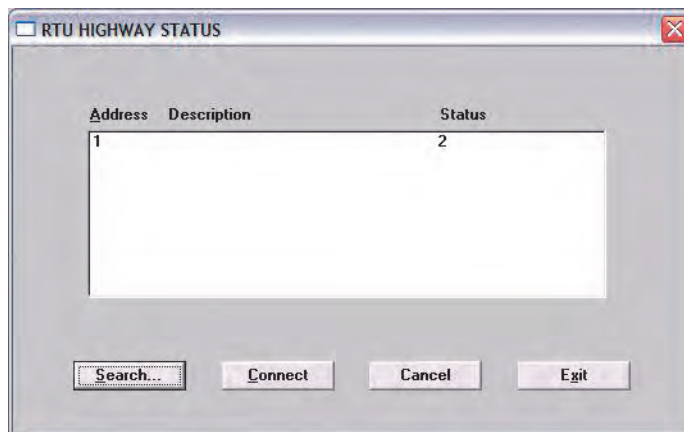 RTU HIGHWAY STATUS
Address Description Status
1 2
Search... Connect Cancel Exit